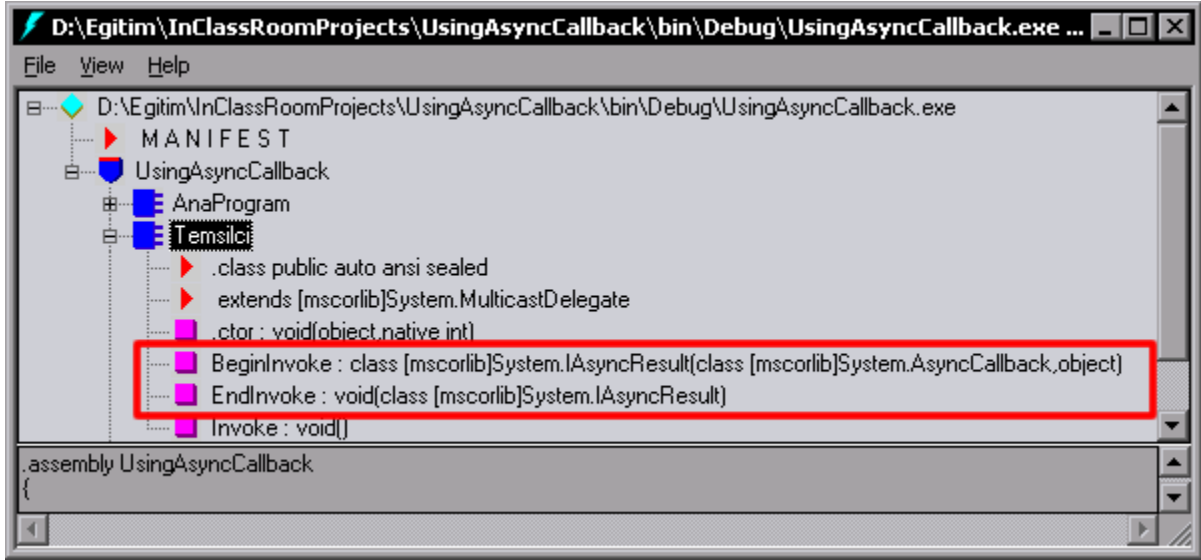 D:\Egitim\InClassRoomProjects\UsingAsyncCallback\bin\Debug\UsingAsyncCallback.exe ...
File View Help
D:\Egitim\InClassRoomProjects\UsingAsyncCallback\bin\Debug\UsingAsyncCallback.exe
M A N I F E S T
UsingAsyncCallback
AnaProgram
Temsilci
.class public auto ansi sealed
extends [mscorlib]System.MulticastDelegate
.ctor : void(object,native int)
BeginInvoke : class [mscorlib]System.IAsyncResult(class [mscorlib]System.AsyncCallback,object)
EndInvoke : void(class [mscorlib]System.IAsyncResult)
Invoke : void()
.assembly UsingAsyncCallback
{